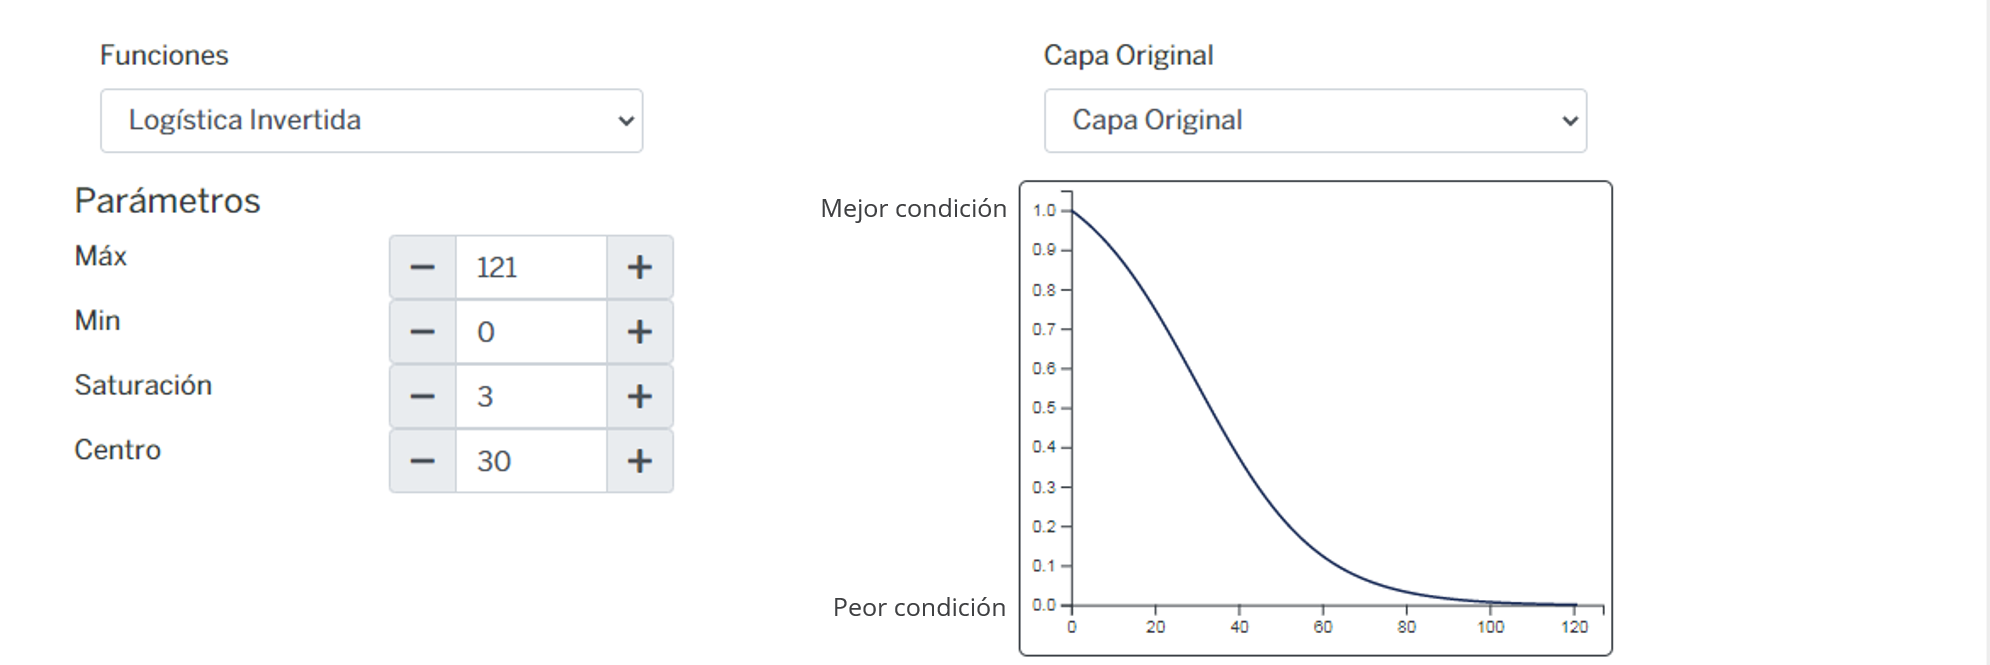 Funciones
Logística Invertida
Parámetros
Máx
121
Min
0
Saturación
3
Centro
30
Capa Original
Capa Original
Mejor condición
Peor condición
1.0
0.9
0.8
0.7
0.6
0.5
0.4
0.3
0.2
0.1
0.0
0 20 40 60 80 100 120